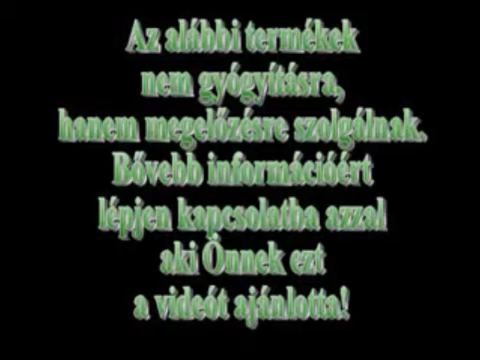 Az alábbi termékek
nem gyógyításra,
hanem megelőzésre szolgálnak.
Bővebb információért
lépjen kapcsolatba azzal
aki Önnek ezt
a videót ajánlotta!